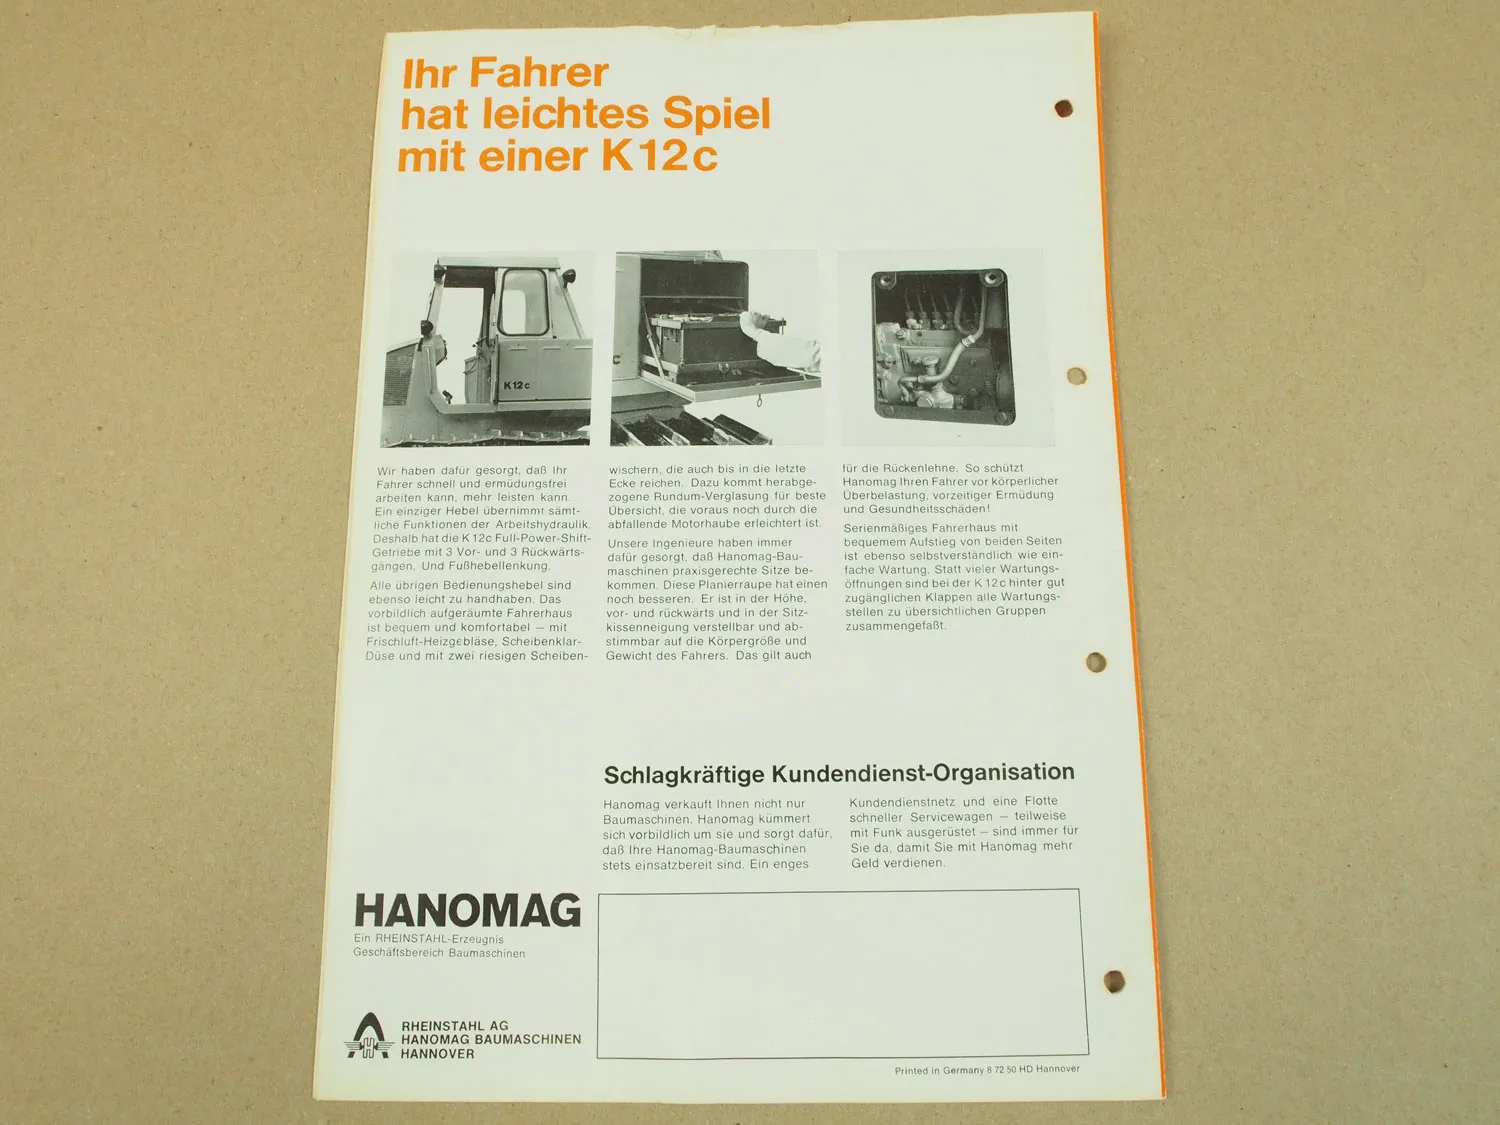 Ihr Fahrer
hat leichtes Spiel
mit einer K12c
K12c
c
Wir haben dafür gesorgt, daß Ihr
Fahrer schnell und ermüdungsfrei
arbeiten kann, mehr leisten kann.
Ein einziger Hebel übernimmt sämt-
liche Funktionen der Arbeitshydraulik.
Deshalb hat die K12c Full-Power-Shift-
Getriebe mit 3 Vor- und 3 Rückwärts-
gängen. Und Fußhebellenkung.
Alle übrigen Bedienungshebel sind
ebenso leicht zu handhaben. Das
vorbildlich aufgeräumte Fahrerhaus
ist bequem und komfortabel – mit
Frischluft-Heizgebläse, Scheibenklar-
Düse und mit zwei riesigen Scheiben-
wischern, die auch bis in die letzte
Ecke reichen. Dazu kommt herabge-
zogene Rundum-Verglasung für beste
Übersicht, die voraus noch durch die
abfallende Motorhaube erleichtert ist.
Unsere Ingenieure haben immer
dafür gesorgt, daß Hanomag-Bau-
maschinen praxisgerechte Sitze be-
kommen. Diese Planierraupe hat einen
noch besseren. Er ist in der Höhe,
vor- und rückwärts und in der Sitz-
kissenneigung verstellbar und ab-
stimmbar auf die Körpergröße und
Gewicht des Fahrers. Das gilt auch
für die Rückenlehne. So schützt
Hanomag Ihren Fahrer vor körperlicher
Überbelastung, vorzeitiger Ermüdung
und Gesundheitsschäden!
Serienmäßiges Fahrerhaus mit
bequemem Aufstieg von beiden Seiten
ist ebenso selbstverständlich wie ein-
fache Wartung. Statt vieler Wartungs-
öffnungen sind bei der K12c hinter gut
zugänglichen Klappen alle Wartungs-
stellen zu übersichtlichen Gruppen
zusammengefaßt.
Schlagkräftige Kundendienst-Organisation
Hanomag verkauft Ihnen nicht nur
Baumaschinen. Hanomag kümmert
sich vorbildlich um sie und sorgt dafür,
daß Ihre Hanomag-Baumaschinen
stets einsatzbereit sind. Ein enges
Kundendienstnetz und eine Flotte
schneller Servicewagen – teilweise
mit Funk ausgerüstet – sind immer für
Sie da, damit Sie mit Hanomag mehr
Geld verdienen.
HANOMAG
Ein RHEINSTAHL-Erzeugnis
Geschäftsbereich Baumaschinen
RHEINSTAHL AG
HANOMAG BAUMASCHINEN
HANNOVER
Printed in Germany 8 72 50 HD Hannover